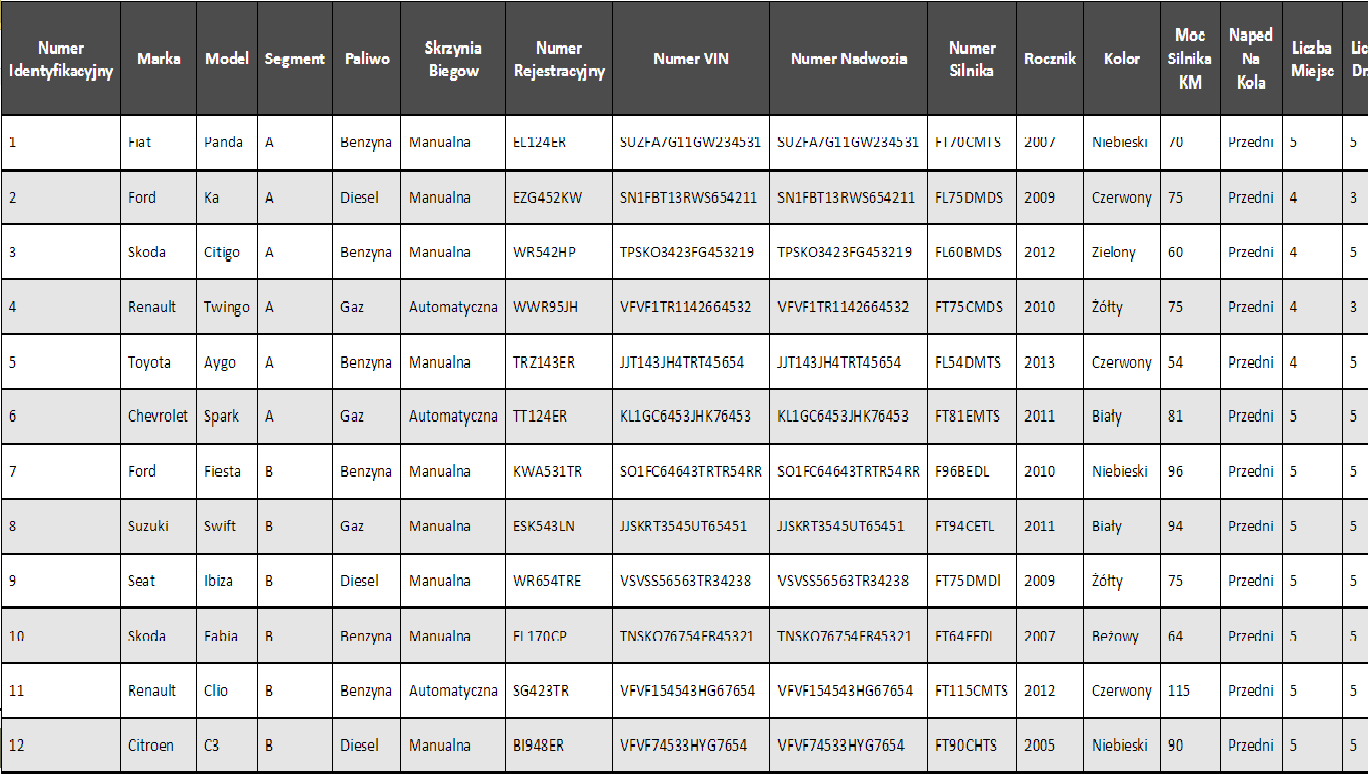 Numer Identyfikacyjny Marka Model Segment Paliwo Skrzynia Biegow Numer Rejestracyjny Numer VIN Numer Nadwozia Numer Silnika Rocznik Kolor Moc Silnika KM Naped Na Kola Liczba Miejsc
1 Fiat Panda A Benzyna Manualna EL124ER SUZFA7G11GW234531 SUZFA7G11GW234531 FT70CMTS 2007 Niebieski 70 Przedni 5 5
2 Ford Ka A Diesel Manualna EZG452KW SN1FBT13RWS654211 SN1FBT13RWS654211 FL75DMDS 2009 Czerwony 75 Przedni 4 3
3 Skoda Citigo A Benzyna Manualna WR542HP TPSKO3423FG453219 TPSKO3423FG453219 FL60BMDS 2012 Zielony 60 Przedni 4 5
4 Renault Twingo A Gaz Automatyczna WWR95JH VFVF1TR1142664532 VFVF1TR1142664532 FT75CMDS 2010 Żółty 75 Przedni 4 3
5 Toyota Aygo A Benzyna Manualna TRZ143ER JJT143JH4TRT45654 JJT143JH4TRT45654 FL54DMTS 2013 Czerwony 54 Przedni 4 5
6 Chevrolet Spark A Gaz Automatyczna TT124ER KL1GC6453JHK76453 KL1GC6453JHK76453 FT81EMTS 2011 Biały 81 Przedni 5 5
7 Ford Fiesta B Benzyna Manualna KWA531TR SO1FC64643TRTR54RR SO1FC64643TRTR54RR F96BEDL 2010 Niebieski 96 Przedni 5 5
8 Suzuki Swift B Gaz Manualna ESK543LN JJSKRT3545UT65451 JJSKRT3545UT65451 FT94CETL 2011 Biały 94 Przedni 5 5
9 Seat Ibiza B Diesel Manualna WR654TRE VSVSS56563TR34238 VSVSS56563TR34238 FT75DMDl 2009 Żółty 75 Przedni 5 5
10 Skoda Fabia B Benzyna Manualna 2007 Beżowy 64 Przedni 5 5
11 Renault Clio B Benzyna Automatyczna SG423TR VFVF154543HG67654 VFVF154543HG67654 FT115CMTS 2012 Czerwony 115 Przedni 5 5
12 Citroen C3 B Diesel Manualna BI948ER VFVF74533HYG7654 VFVF74533HYG7654 FT90CHTS 2005 Niebieski 90 Przedni 5 5